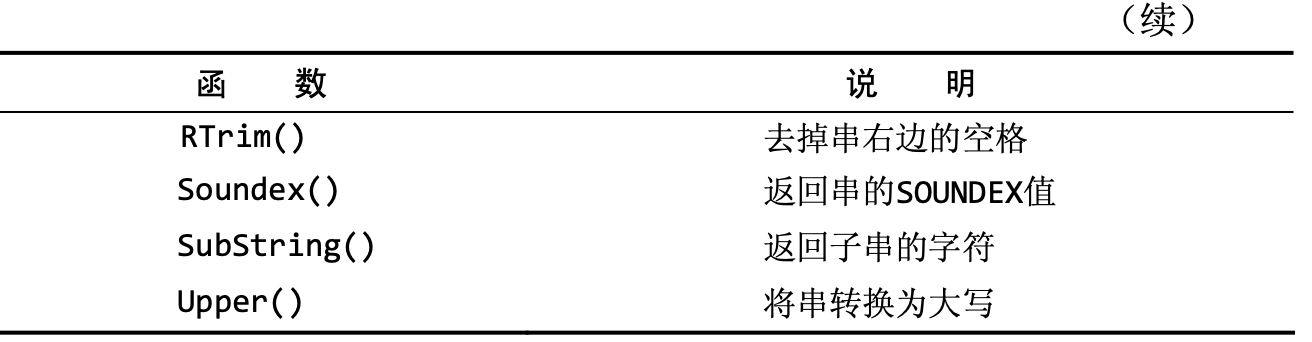 （续）
函 数 说 明
RTrim() 去掉串右边的空格
Soundex() 返回串的SOUNDEX值
SubString() 返回子串的字符
Upper() 将串转换为大写